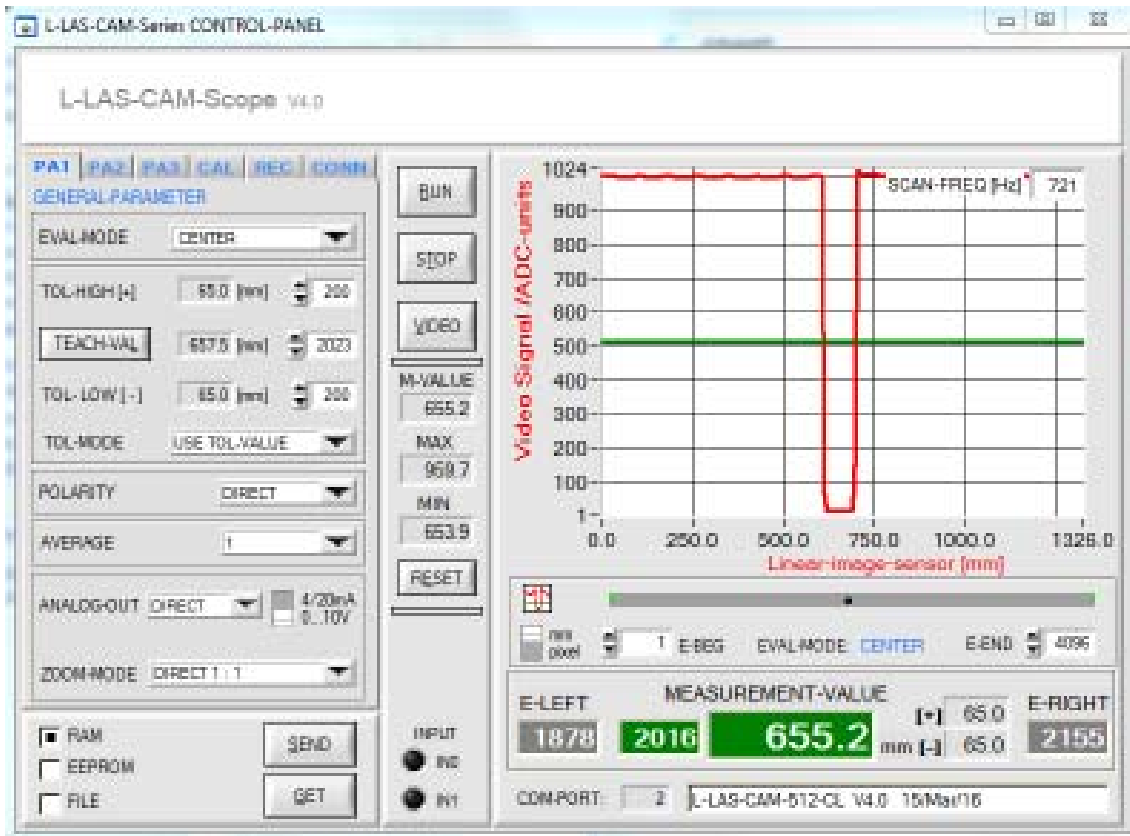 L-LAS-CAM-Series CONTROL-PANEL
L-LAS-CAM-Scope V4.0
PA1 PA2 PA3 CAL REC CONN
GENERAL-PARAMETER
EVAL-MODE CENTER
TOL-HIGH [+] 65.0 [mm] 200
TEACH-VAL 657.5 [mm] 2023
TOL-LOW [-] 65.0 [mm] 200
TOL-MODE USE TOL-VALUE
POLARITY DIRECT
AVERAGE 1
ANALOG-OUT DIRECT 4/20mA
0...10V
ZOOM-MODE DIRECT 1 : 1
RAM
EEPROM
FILE
SEND
GET
RUN
STOP
VIDEO
M-VALUE
655.2
MAX
959.7
MIN
653.9
RESET
INPUT
IN0
IN1
Video Signal /ADC-units
1024
900
800
700
600
500
400
300
200
100
1
SCAN-FREQ [Hz] 721
0.0 250.0 500.0 750.0 1000.0 1326.0
Linear-image-sensor [mm]
mm
pixel
1 E-BEG EVAL-MODE: CENTER E-END 4096
E-LEFT MEASUREMENT-VALUE E-RIGHT
1878 2016 655.2 mm [+] 65.0 [-] 65.0 2155
COM-PORT: 2 L-LAS-CAM-512-CL V4.0 15/Mar/16